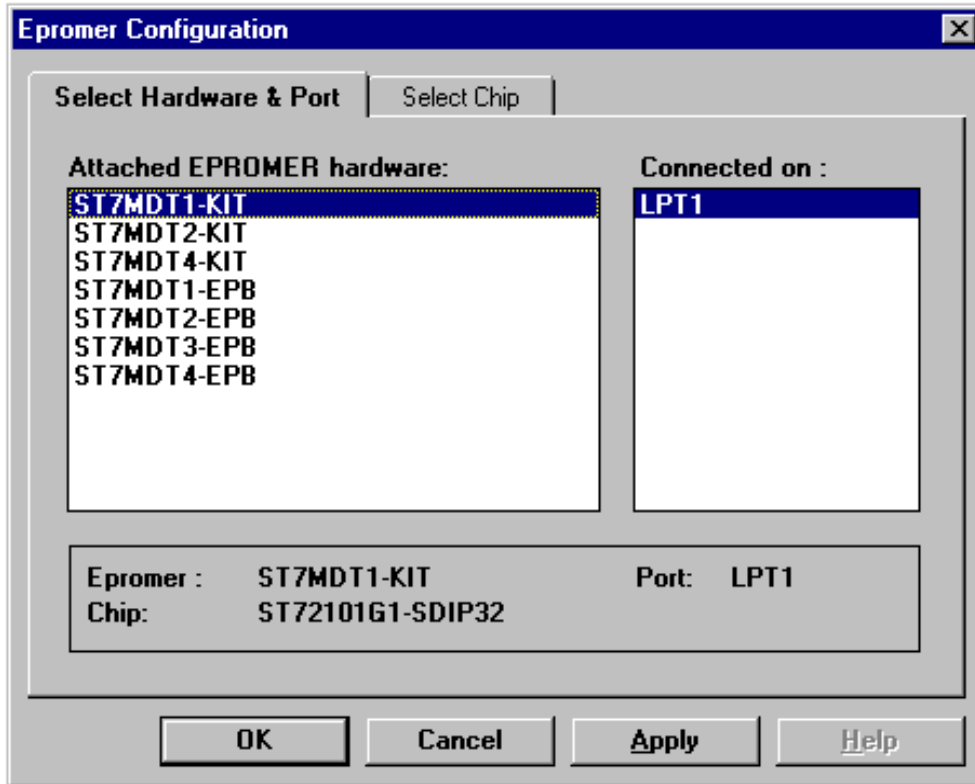 Epromer Configuration
Select Hardware & Port
Select Chip
Attached EPROMER hardware:
Connected on :
ST7MDT1-KIT
LPT1
ST7MDT2-KIT
ST7MDT4-KIT
ST7MDT1-EPB
ST7MDT2-EPB
ST7MDT3-EPB
ST7MDT4-EPB
Epromer : ST7MDT1-KIT Port: LPT1
Chip: ST72101G1-SDIP32
OK Cancel Apply Help